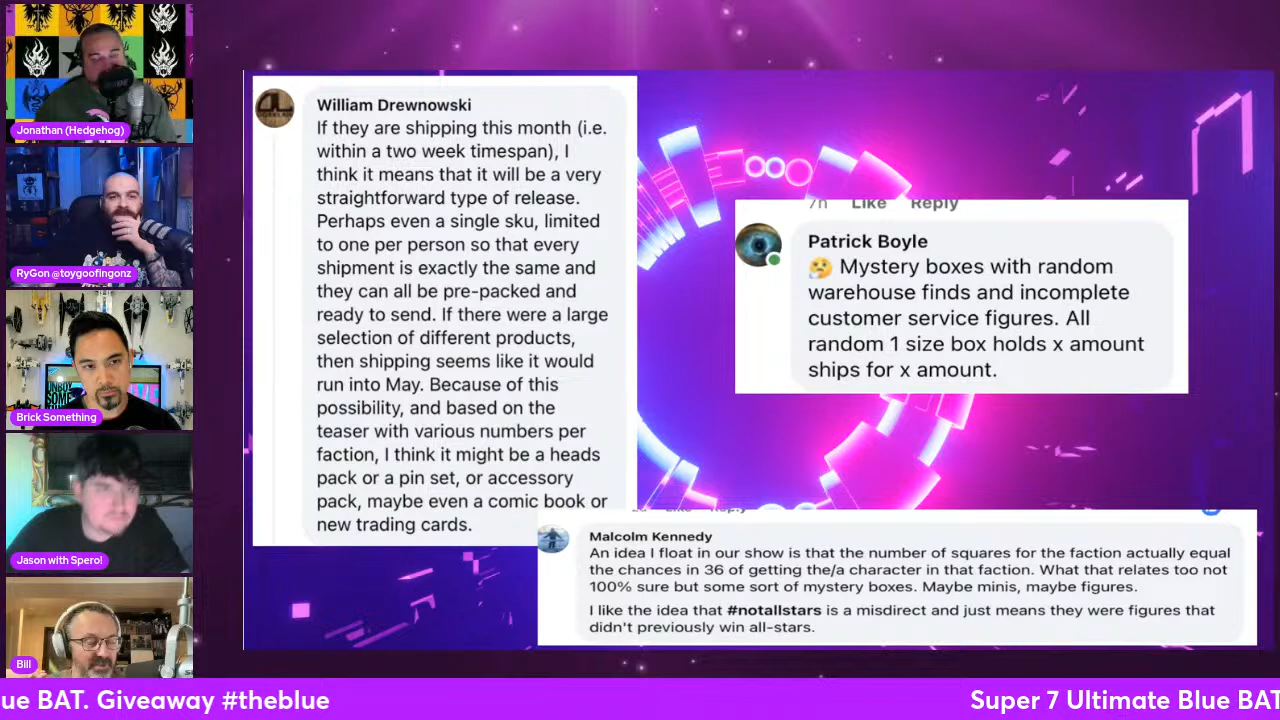 Jonathan (Hedgehog)
RyGon @toygoofingonz
Brick Something
Jason with Spero!
Bill
William Drewnowski
If they are shipping this month (i.e.
within a two week timespan), I
think it means that it will be a very
straightforward type of release.
Perhaps even a single sku, limited
to one per person so that every
shipment is exactly the same and
they can all be pre-packed and
ready to send. If there were a large
selection of different products,
then shipping seems like it would
run into May. Because of this
possibility, and based on the
teaser with various numbers per
faction, I think it might be a heads
pack or a pin set, or accessory
pack, maybe even a comic book or
new trading cards.
7h Like Reply
Patrick Boyle
🤧 Mystery boxes with random
warehouse finds and incomplete
customer service figures. All
random 1 size box holds x amount
ships for x amount.
Like Reply
Malcolm Kennedy
An idea I float in our show is that the number of squares for the faction actually equal
the chances in 36 of getting the/a character in that faction. What that relates too not
100% sure but some sort of mystery boxes. Maybe minis, maybe figures.
I like the idea that #notallstars is a misdirect and just means they were figures that
didn't previously win all-stars.
ue BAT. Giveaway #theblue
Super 7 Ultimate Blue BAT